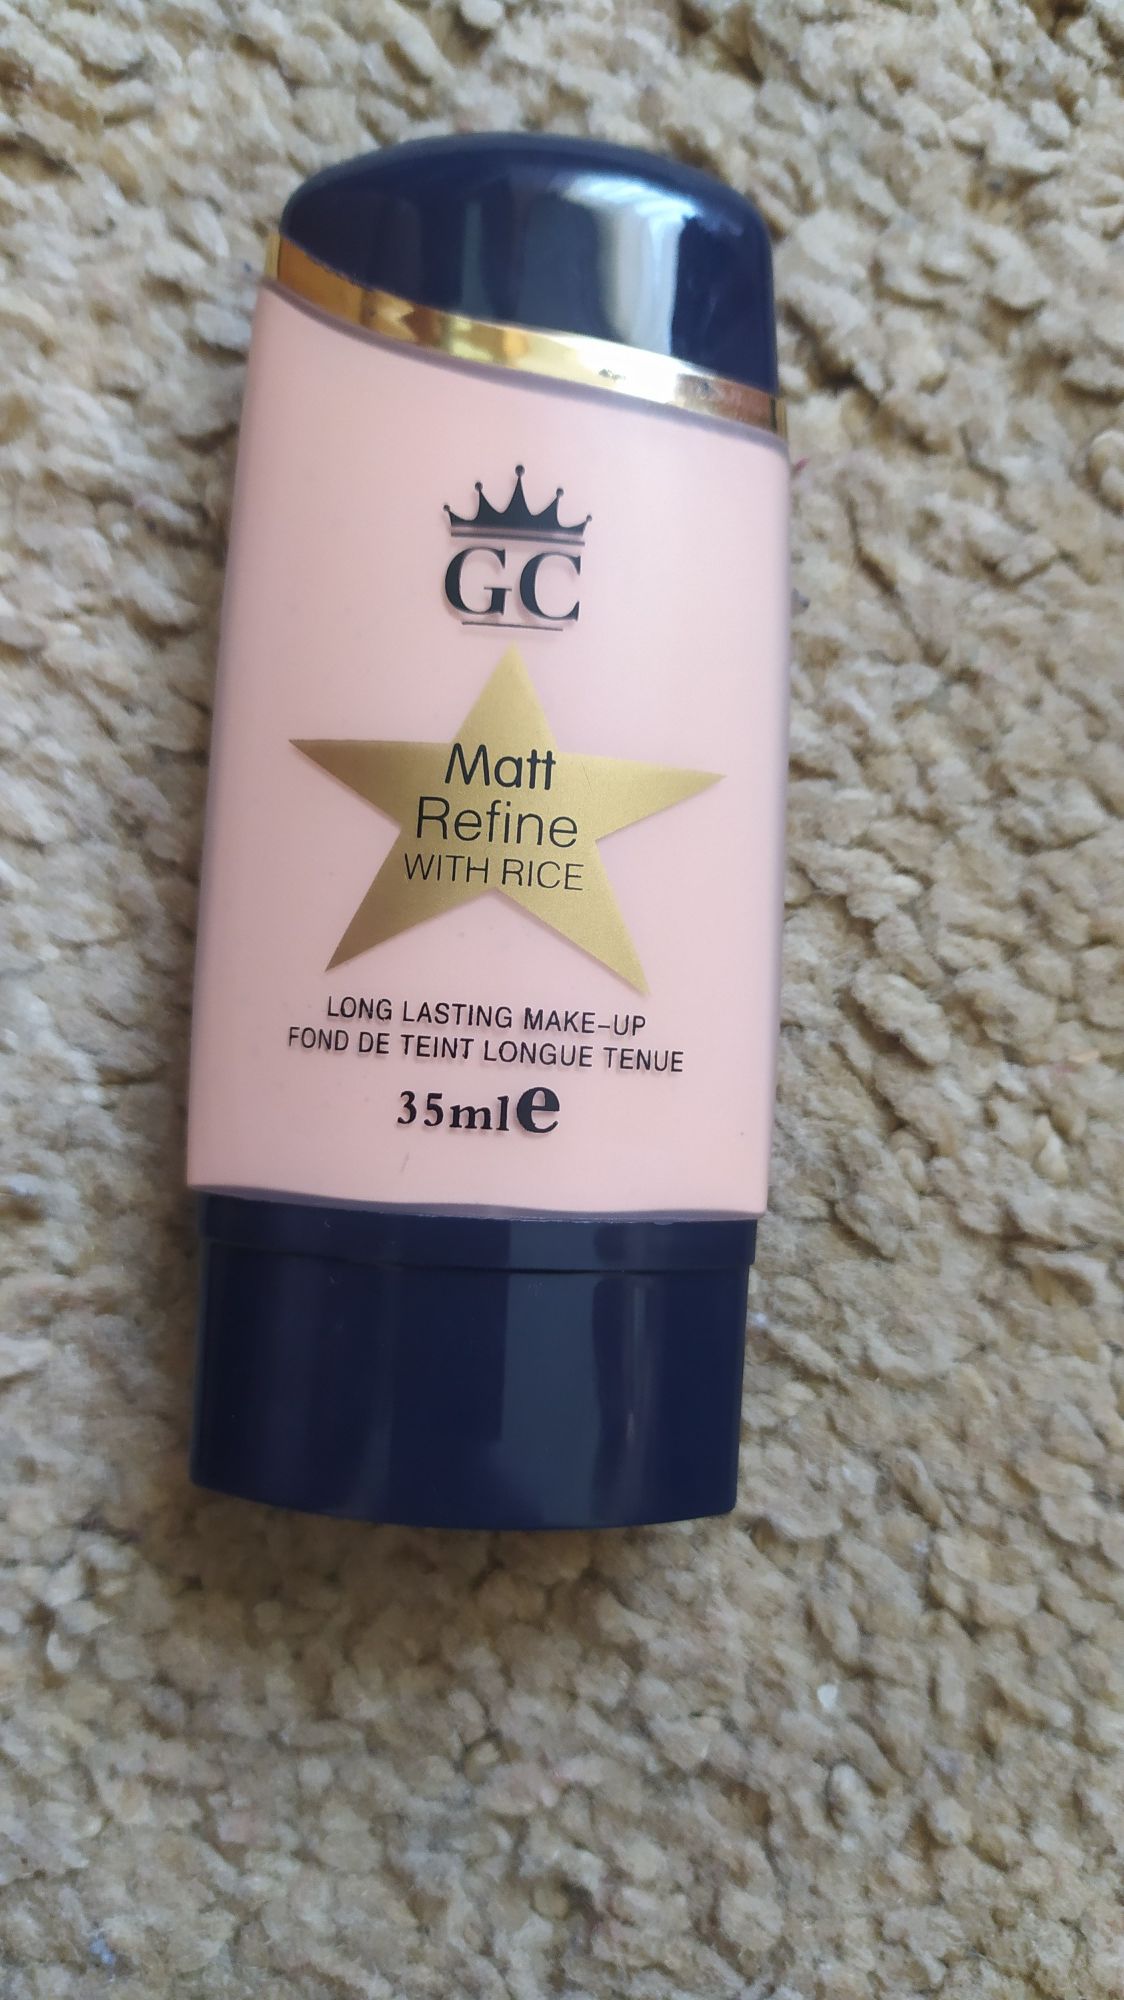 GC
Matt
Refine
WITH RICE
LONG LASTING MAKE-UP
FOND DE TEINT LONGUE TENUE
35ml e